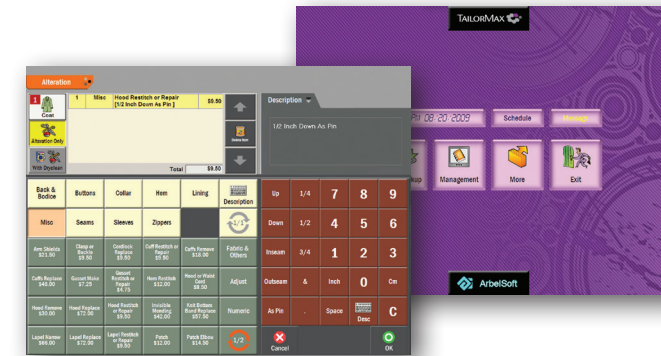 TailorMax
Alteration
1
Coat
Alteration Only
With Dryclean
1 Misc Hood Restitch or Repair $9.50
[1/2 Inch Down As Pin ]
Total $9.50
Delete Item
Description
1/2 Inch Down As Pin
08/20/2009
Schedule
Message
Management
More
Exit
ArbelSoft
Back & Bodice
Buttons
Collar
Hem
Lining
Description
Misc
Seams
Sleeves
Zippers
1/1
Arm Shields $21.50
Clasp or Buckle $9.50
Cordlock Replace $9.50
Cuff Restitch or Repair $9.50
Cuffs Remove $18.00
Fabric & Others
Cuffs Replace $48.00
Gusset Make $7.25
Gusset Restitch or Repair $4.75
Hem Restitch $12.00
Hood or Waist Cord $8.50
Adjust
Hood Remove $30.00
Hood Replace $72.00
Hood Restitch or Repair $9.50
Invisible Mending $42.00
Knit Bottom Band Replace $57.50
Numeric
Lapel Narrow $66.00
Lapel Replace $72.00
Lapel Restitch or Repair $9.50
Patch $12.00
Patch Elbow $14.00
1/2
Up 1/4 7 8 9
Down 1/2 4 5 6
Inseam 3/4 1 2 3
Outseam & Inch 0 Cm
As Pin . Space Desc C
Cancel
OK